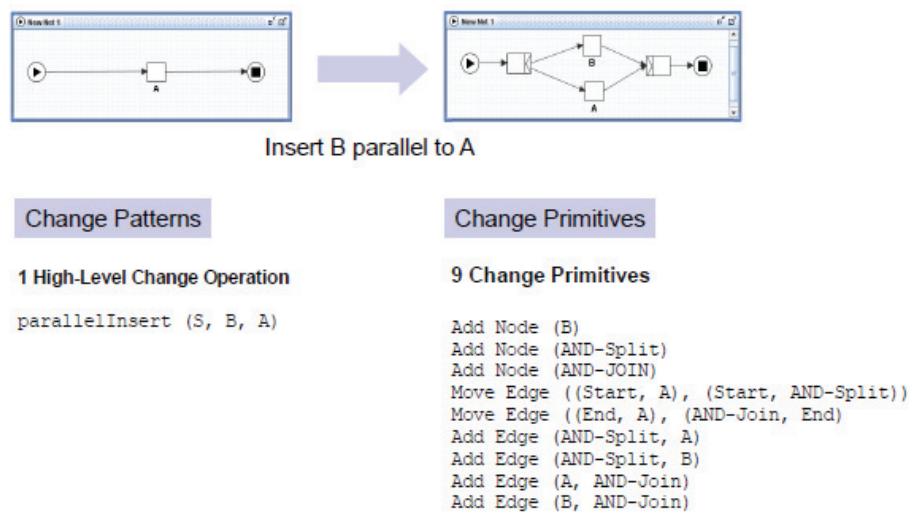 New Net 1
A
New Net 1
B
A
Insert B parallel to A
Change Patterns
1 High-Level Change Operation
parallelInsert (S, B, A)
Change Primitives
9 Change Primitives
Add Node (B)
Add Node (AND-Split)
Add Node (AND-JOIN)
Move Edge ((Start, A), (Start, AND-Split))
Move Edge ((End, A), (AND-Join, End)
Add Edge (AND-Split, A)
Add Edge (AND-Split, B)
Add Edge (A, AND-Join)
Add Edge (B, AND-Join)